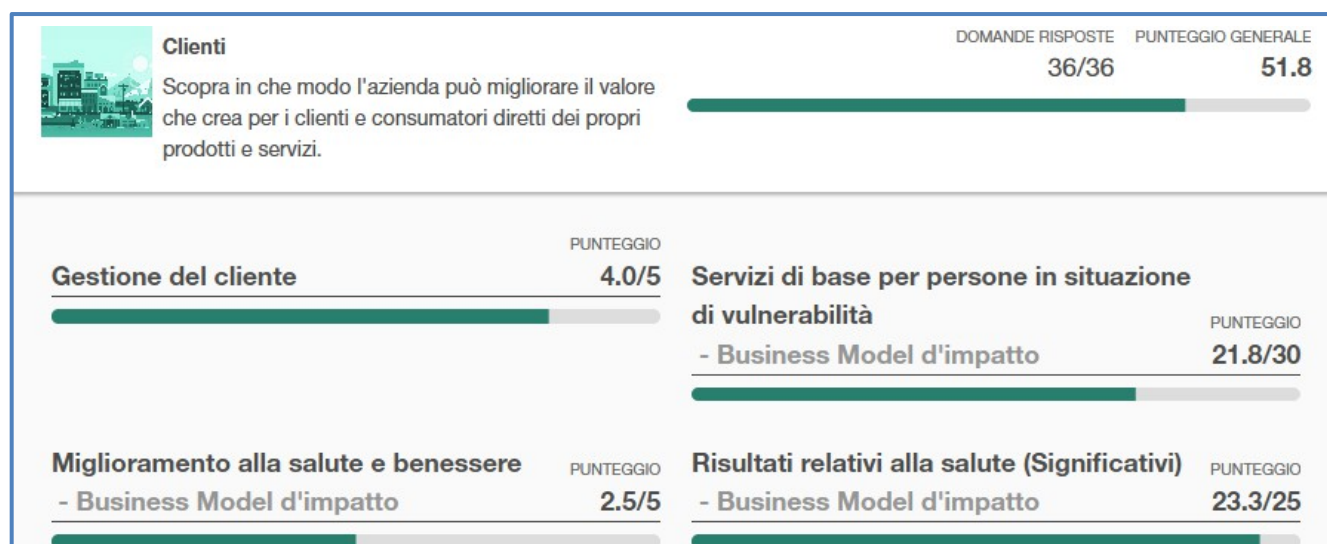 Clienti
Scopra in che modo l'azienda può migliorare il valore
che crea per i clienti e consumatori diretti dei propri
prodotti e servizi.
DOMANDE RISPOSTE PUNTEGGIO GENERALE
36/36 51.8
PUNTEGGIO
Gestione del cliente 4.0/5
Servizi di base per persone in situazione
di vulnerabilità PUNTEGGIO
- Business Model d'impatto 21.8/30
Miglioramento alla salute e benessere PUNTEGGIO
- Business Model d'impatto 2.5/5
Risultati relativi alla salute (Significativi) PUNTEGGIO
- Business Model d'impatto 23.3/25